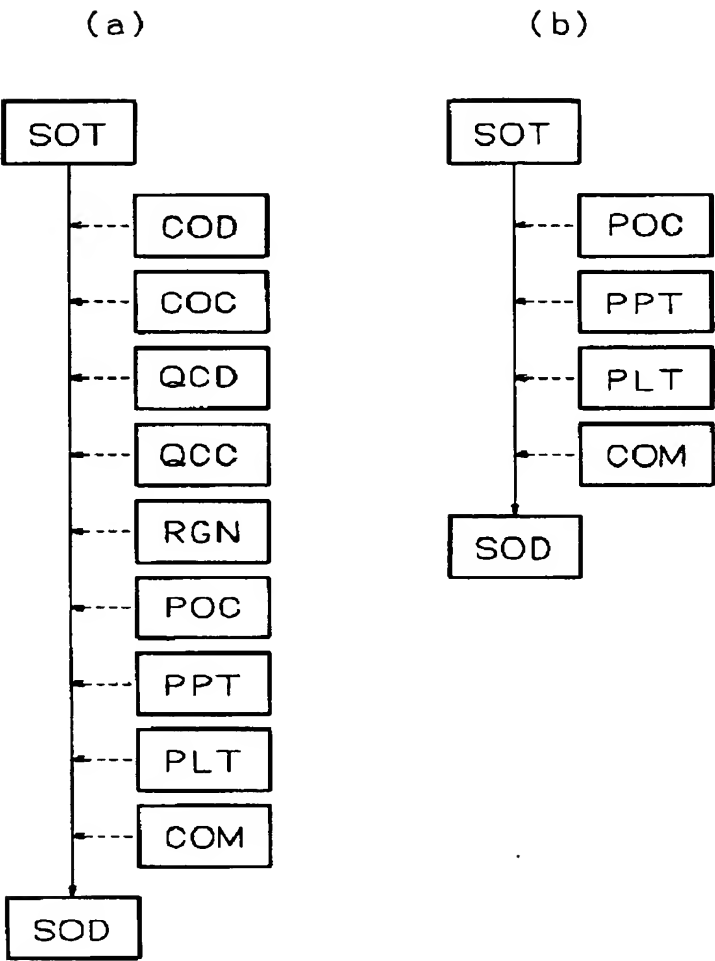 (a)
SOT
COD
COC
QCD
QCC
RGN
POC
PPT
PLT
COM
SOD
(b)
SOT
POC
PPT
PLT
COM
SOD